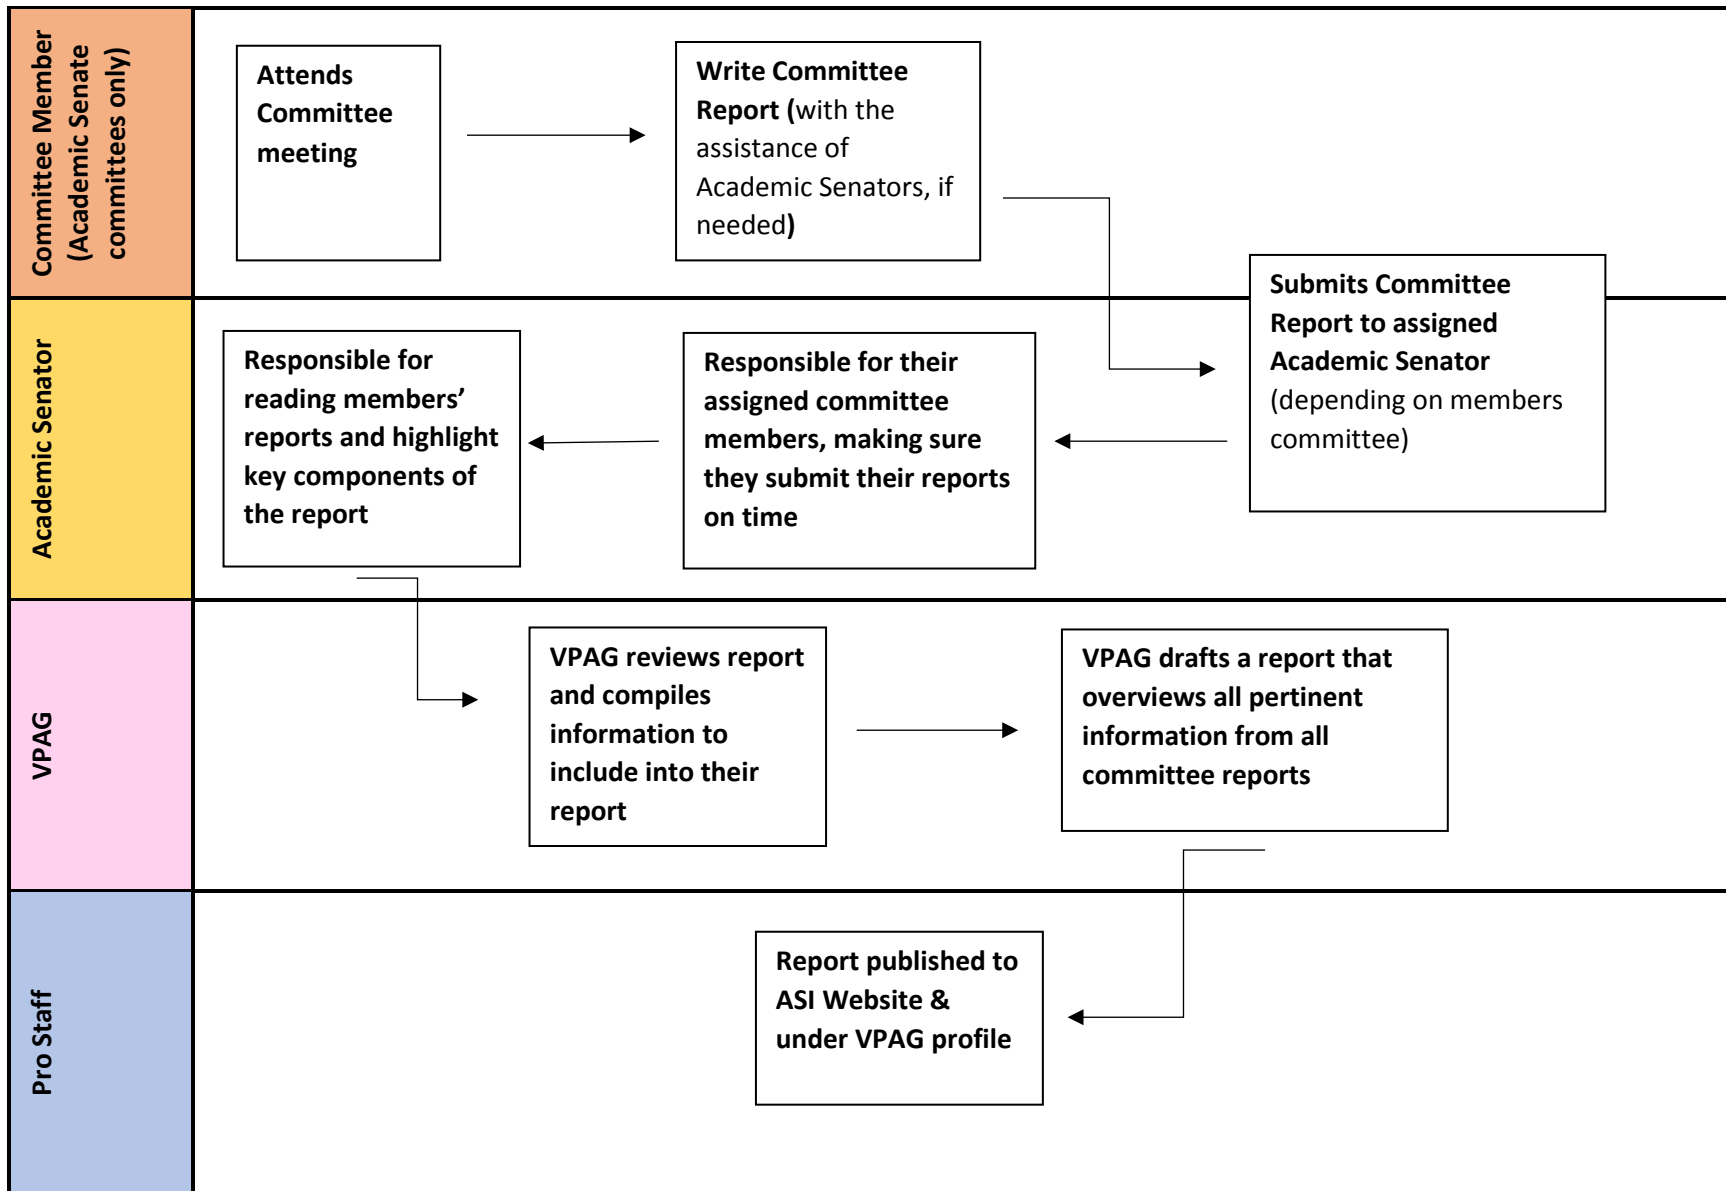 Committee Member
(Academic Senate
committees only)
Attends
Committee
meeting
Write Committee
Report (with the
assistance of
Academic Senators, if
needed)
Submits Committee
Report to assigned
Academic Senator
(depending on members
committee)
Academic Senator
Responsible for their
assigned committee
members, making sure
they submit their reports
on time
Responsible for
reading members’
reports and highlight
key components of
the report
VPAG
VPAG reviews report
and compiles
information to
include into their
report
VPAG drafts a report that
overviews all pertinent
information from all
committee reports
Pro Staff
Report published to
ASI Website &
under VPAG profile